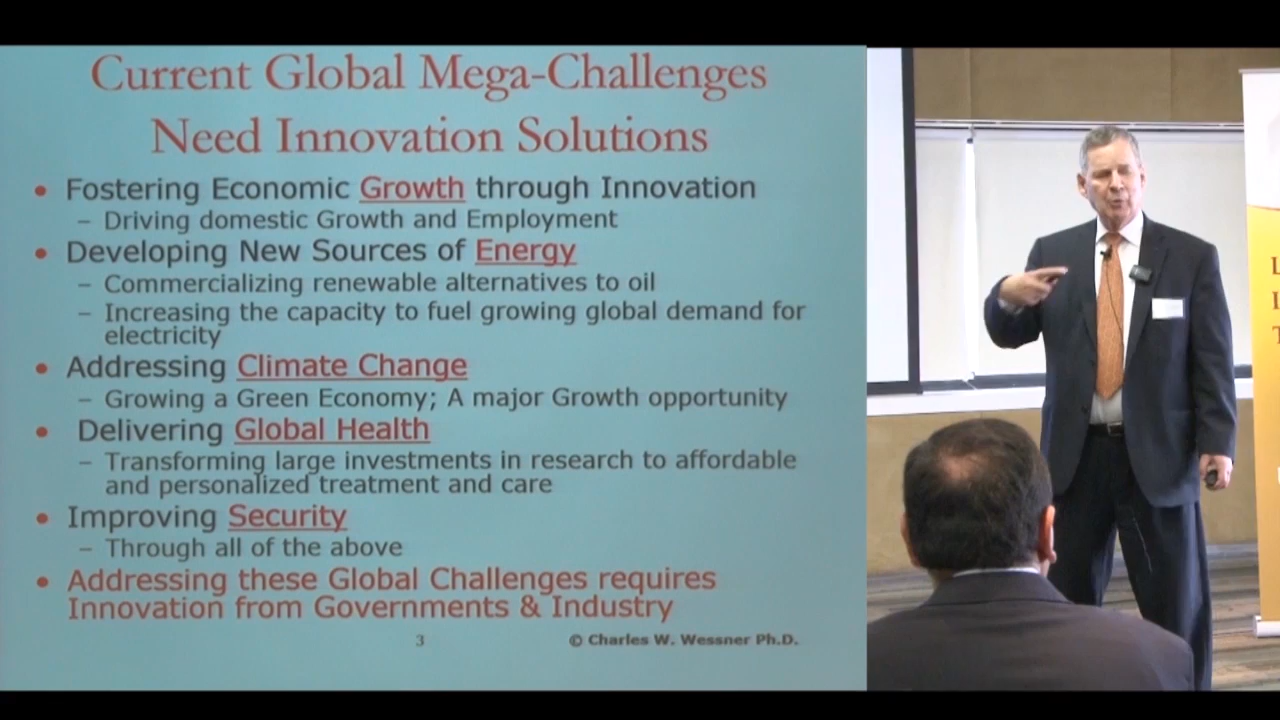 Current Global Mega-Challenges
Need Innovation Solutions
• Fostering Economic Growth through Innovation
– Driving domestic Growth and Employment
• Developing New Sources of Energy
– Commercializing renewable alternatives to oil
– Increasing the capacity to fuel growing global demand for
electricity
• Addressing Climate Change
– Growing a Green Economy; A major Growth opportunity
• Delivering Global Health
– Transforming large investments in research to affordable
and personalized treatment and care
• Improving Security
– Through all of the above
• Addressing these Global Challenges requires
Innovation from Governments & Industry
3
© Charles W. Wessner Ph.D.